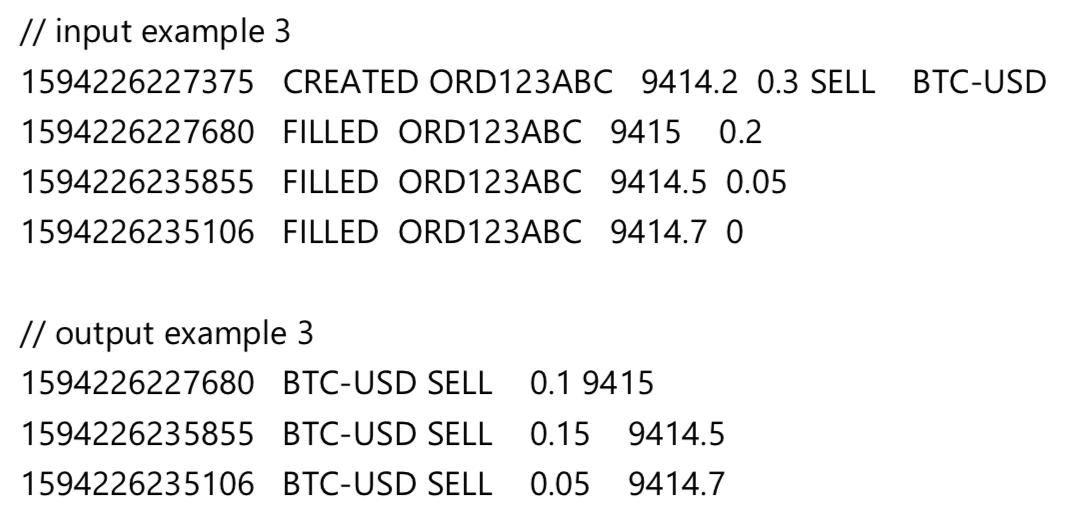 // input example 3
1594226227375 CREATED ORD123ABC 9414.2 0.3 SELL BTC-USD
1594226227680 FILLED ORD123ABC 9415 0.2
1594226235855 FILLED ORD123ABC 9414.5 0.05
1594226235106 FILLED ORD123ABC 9414.7 0
// output example 3
1594226227680 BTC-USD SELL 0.1 9415
1594226235855 BTC-USD SELL 0.15 9414.5
1594226235106 BTC-USD SELL 0.05 9414.7